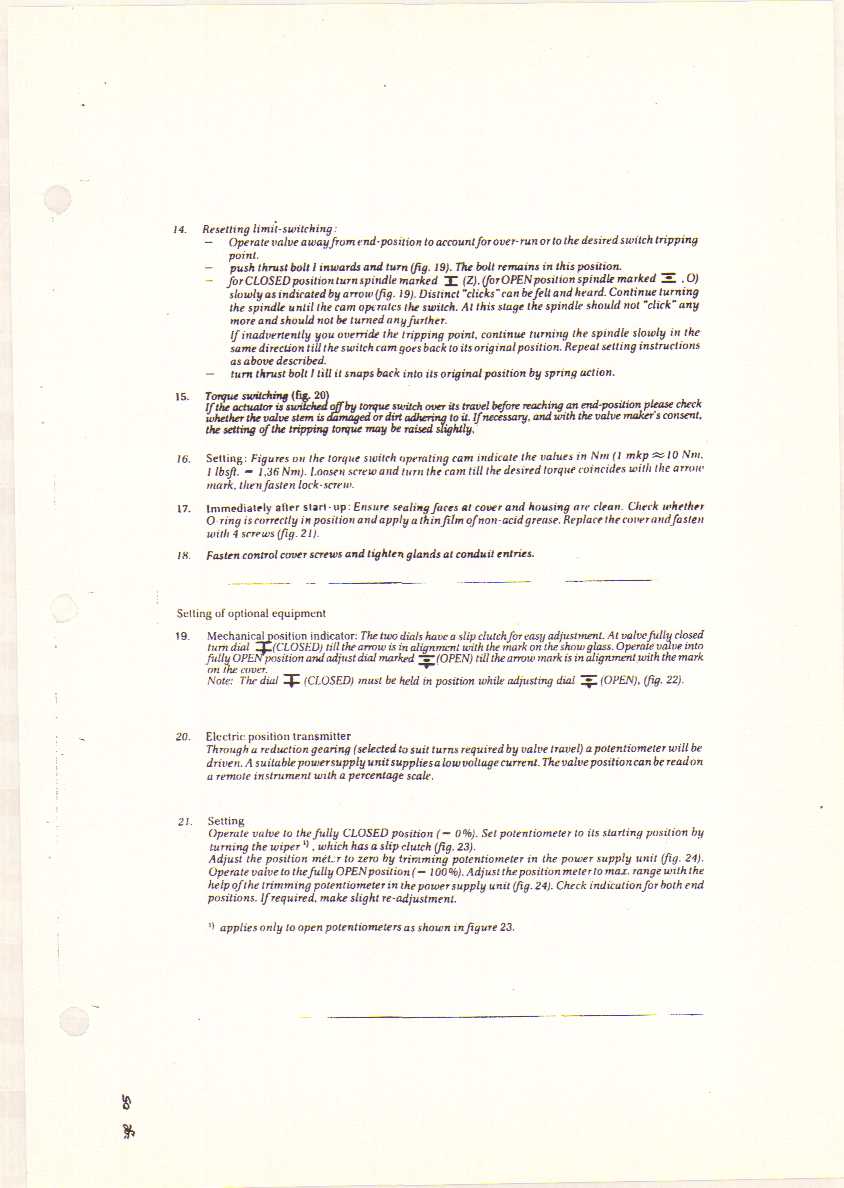 14. Resetting limit-switching:
– Operate valve away from end-position to account for over-run or to the desired switch tripping
point.
– push thrust bolt I inwards and turn (fig. 19). The bolt remains in this position.
– for CLOSED position turn spindle marked (Z). (for OPEN position spindle marked , O)
slowly as indicated by arrow (fig. 19). Distinct "clicks" can be felt and heard. Continue turning
the spindle until the cam operates the switch. At this stage the spindle should not "click" any
more and should not be turned any further.
If inadvertently you override the tripping point, continue turning the spindle slowly in the
same direction till the switch cam goes back to its original position. Repeat setting instructions
as above described.
– turn thrust bolt I till it snaps back into its original position by spring action.
15. Torque switching (fig. 20)
If the actuator is switched off by torque switch over its travel before reaching an end-position please check
whether the valve stem is damaged or dirt adhering to it. If necessary, and with the valve maker's consent,
the setting of the tripping torque may be raised slightly.
16. Setting: Figures on the torque switch operating cam indicate the values in Nm (1 mkp ≈ 10 Nm,
1 lbsft. = 1,36 Nm). Loosen screw and turn the cam till the desired torque coincides with the arrow
mark, then fasten lock-screw.
17. Immediately after start-up: Ensure sealing faces at cover and housing are clean. Check whether
O-ring is correctly in position and apply a thin film of non-acid grease. Replace the cover and fasten
with 4 screws (fig. 21).
18. Fasten control cover screws and tighten glands at conduit entries.
Setting of optional equipment
19. Mechanical position indicator: The two dials have a slip clutch for easy adjustment. At valve fully closed
turn dial (CLOSED) till the arrow is in alignment with the mark on the show glass. Operate valve into
fully OPEN position and adjust dial marked (OPEN) till the arrow mark is in alignment with the mark
on the cover.
Note: The dial (CLOSED) must be held in position while adjusting dial (OPEN), (fig. 22).
20. Electric position transmitter
Through a reduction gearing (selected to suit turns required by valve travel) a potentiometer will be
driven. A suitable power supply unit supplies a low voltage current. The valve position can be read on
a remote instrument with a percentage scale.
21. Setting
Operate valve to the fully CLOSED position (= 0%). Set potentiometer to its starting position by
turning the wiper ¹⁾, which has a slip clutch (fig. 23).
Adjust the position meter to zero by trimming potentiometer in the power supply unit (fig. 24).
Operate valve to the fully OPEN position (= 100%). Adjust the position meter to max. range with the
help of the trimming potentiometer in the power supply unit (fig. 24). Check indication for both end
positions. If required, make slight re-adjustment.
¹⁾ applies only to open potentiometers as shown in figure 23.